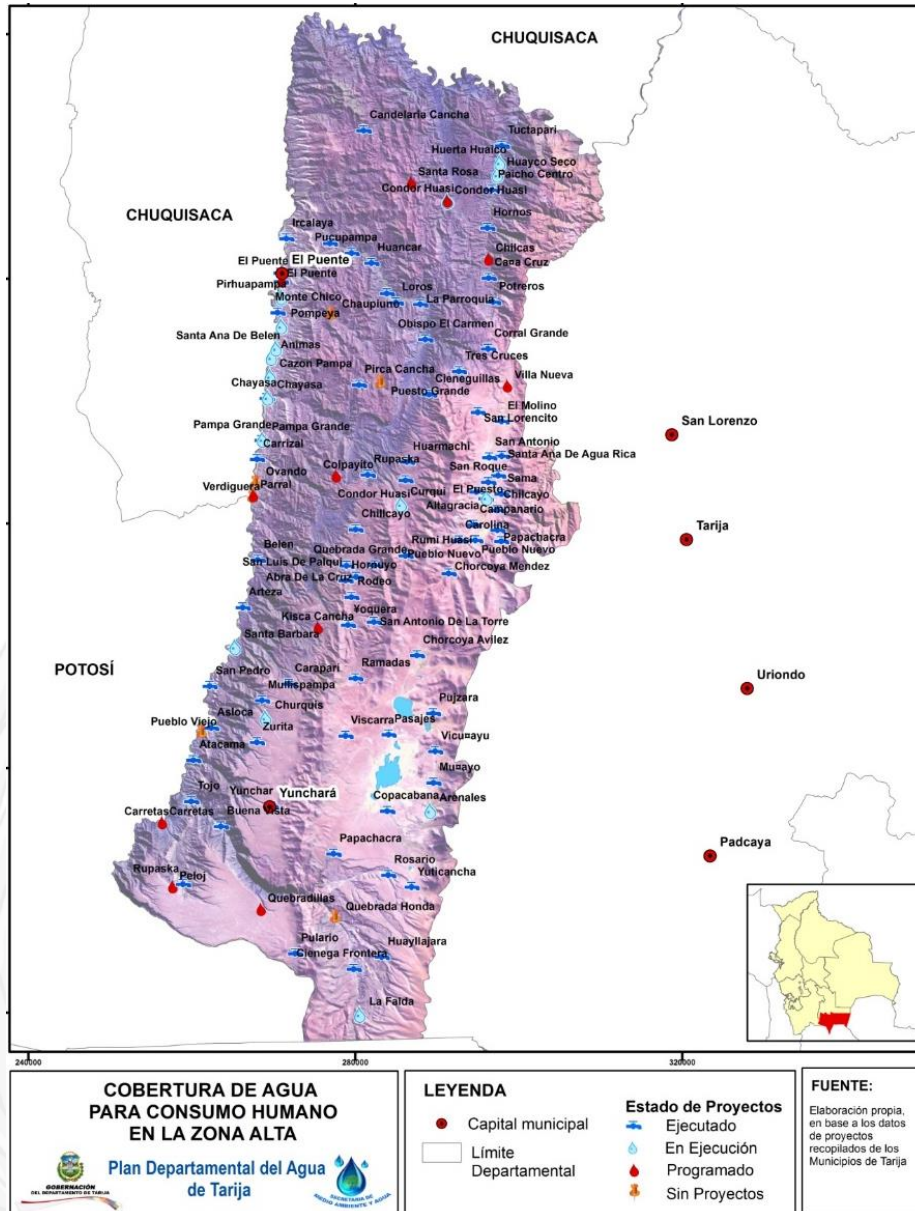 CHUQUISACA
Candelaria Cancha
Tuctapari
Huerta Huaico
Huayco Seco
Santa Rosa
Paicho Centro
Condor Huasi
Condor Huasi
CHUQUISACA
Hornos
Ircalaya
Pucupampa
Huancar
Chilcas
El Puente
El Puente
Ca¤a Cruz
El Puente
Pirhuapampa
Loros
Potreros
Monte Chico
Chaupiuno
La Parroquia
Pompeya
Obispo El Carmen
Santa Ana De Belen
Corral Grande
Animas
Tres Cruces
Cazon Pampa
Pirca Cancha
Cieneguillas
Villa Nueva
Chayasa
Chayasa
Puesto Grande
El Molino
San Lorencito
San Lorenzo
Pampa Grande
Pampa Grande
Carrizal
Huarmachi
San Antonio
Rupaska
Santa Ana De Agua Rica
Ovando
Colpayito
San Roque
Sama
Verdiguera
Parral
Condor Huasi
Curqui
El Puesto
Chilcayo
Chilcayo
Altagracia
Campanario
Carolina
Tarija
Rumi Huasi
Papachacra
Belen
Quebrada Grande
Pueblo Nuevo
Pueblo Nuevo
San Luis De Palqui
Hornuyo
Abra De La Cruz
Rodeo
Chorcoya Mendez
Arteza
Yoquera
Kisca Cancha
San Antonio De La Torre
Santa Barbara
Chorcoya Avilez
POTOSÍ
San Pedro
Carapari
Ramadas
Uriondo
Mullispampa
Churquis
Pujzara
Pueblo Viejo
Asloca
Zurita
Viscarra
Pasajes
Atacama
Vicu¤ayu
Mu¤ayo
Tojo
Yunchar
Yunchará
Copacabana
Arenales
Carretas
Carretas
Buena Vista
Papachacra
Padcaya
Rosario
Rupaska
Peloj
Yuticancha
Quebradillas
Quebrada Honda
Pulario
Huayllajara
Cienega Frontera
La Falda
240000
280000
320000
COBERTURA DE AGUA
PARA CONSUMO HUMANO
EN LA ZONA ALTA
GOBERNACIÓN
DEL DEPARTAMENTO DE TARIJA
Plan Departamental del Agua
de Tarija
SECRETARIA DE
MEDIO AMBIENTE Y AGUA
LEYENDA
Capital municipal
Límite
Departamental
Estado de Proyectos
Ejecutado
En Ejecución
Programado
Sin Proyectos
FUENTE:
Elaboración propia,
en base a los datos
de proyectos
recopilados de los
Municipios de Tarija